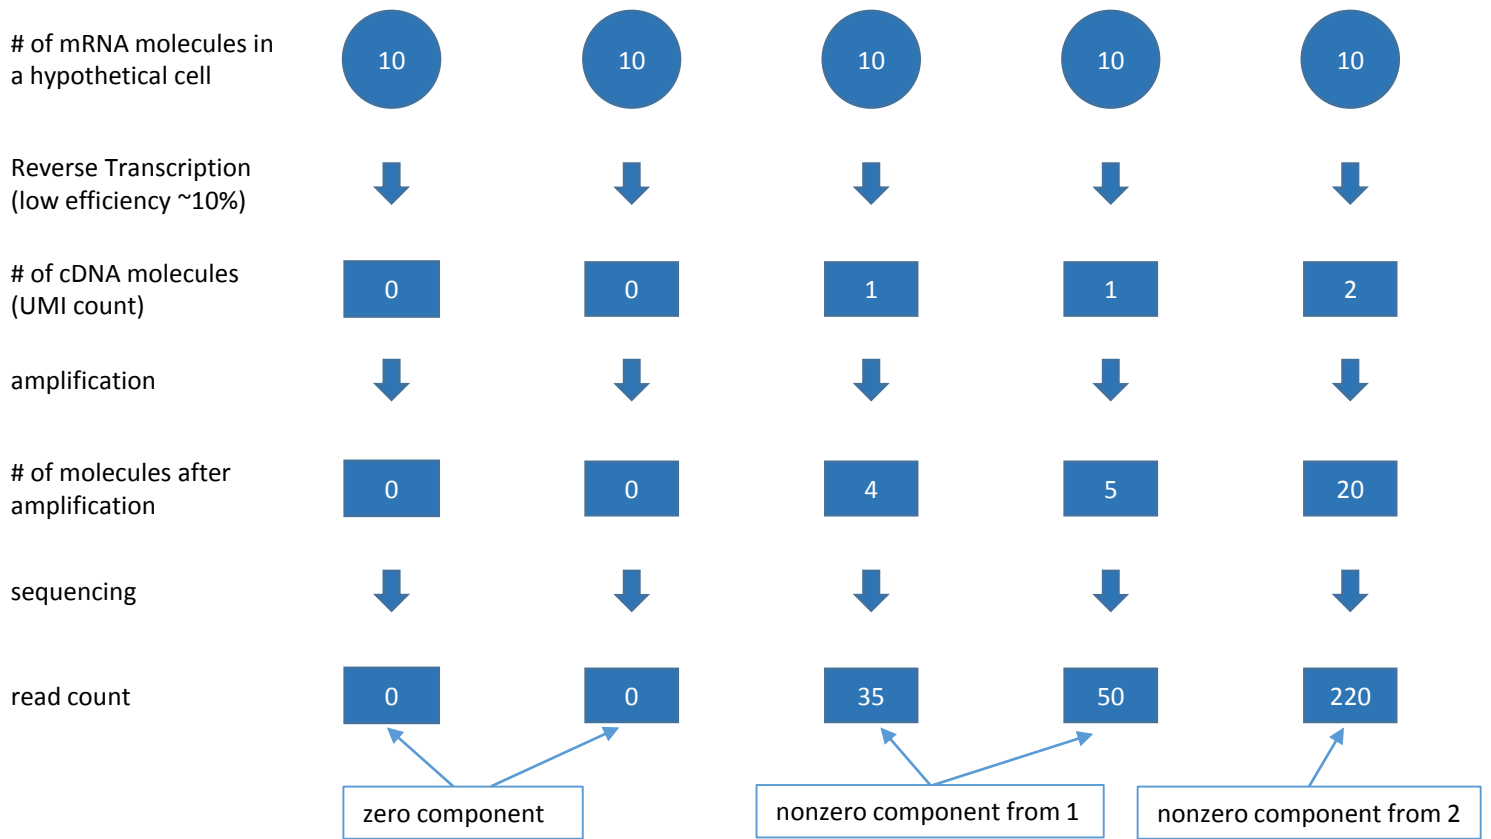 # of mRNA molecules in
a hypothetical cell
10 10 10 10 10
Reverse Transcription
(low efficiency ~10%)
# of cDNA molecules
(UMI count)
0 0 1 1 2
amplification
# of molecules after
amplification
0 0 4 5 20
sequencing
read count
0 0 35 50 220
zero component
nonzero component from 1
nonzero component from 2